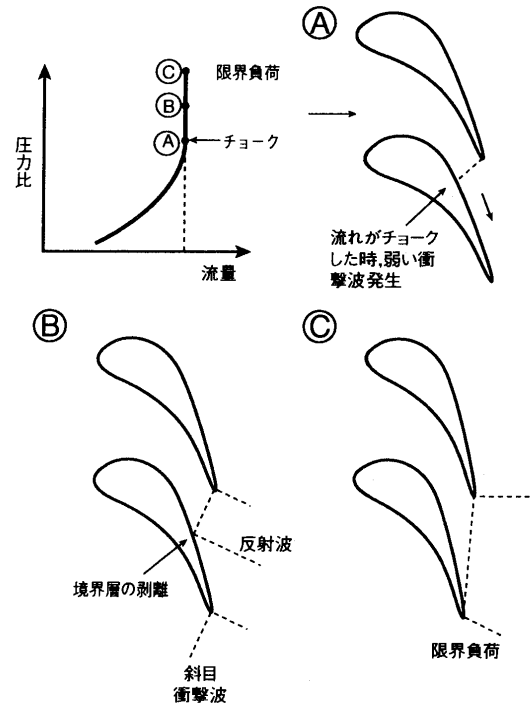 圧力比
Ⓒ
限界負荷
Ⓑ
Ⓐ
チョーク
流量
Ⓐ
流れがチョーク
した時,弱い衝
撃波発生
Ⓑ
反射波
境界層の剥離
斜目
衝撃波
Ⓒ
限界負荷